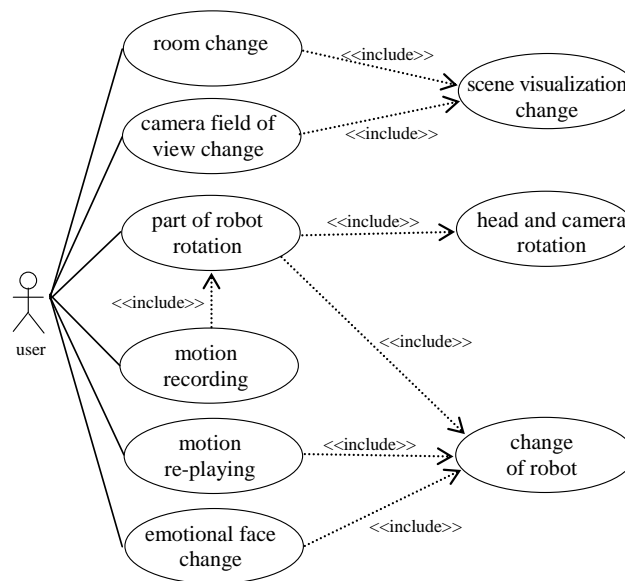 room change
<<include>>
scene visualization
change
camera field of
view change
<<include>>
part of robot
rotation
<<include>>
head and camera
rotation
<<include>>
user
motion
recording
<<include>>
motion
re-playing
<<include>>
change
of robot
emotional face
change
<<include>>